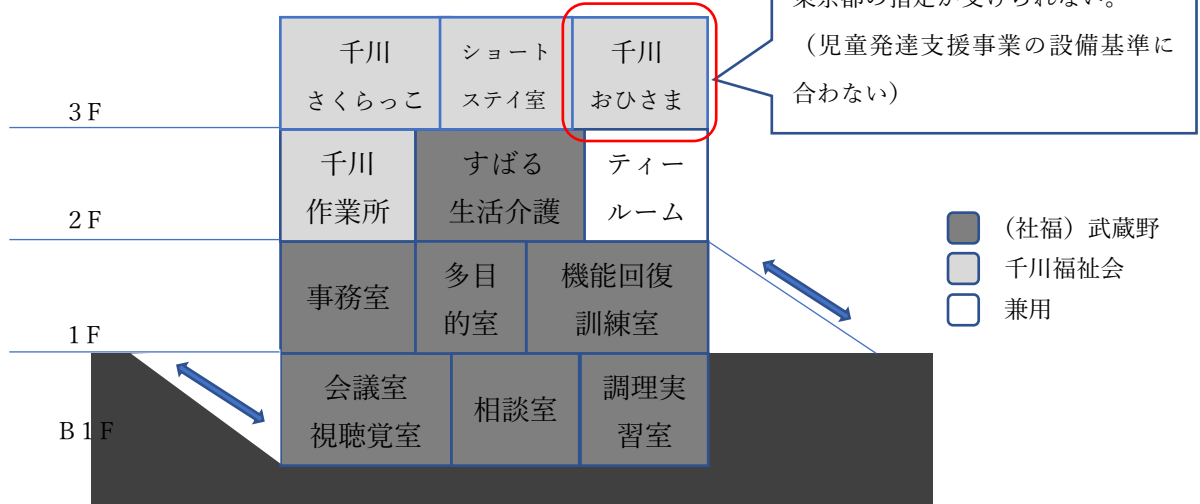 東京都の指定が受けられない。
（児童発達支援事業の設備基準に
合わない）
千川
さくらっこ
ショート
ステイ室
千川
おひさま
3F
千川
作業所
すばる
生活介護
ティー
ルーム
2F
（社福）武蔵野
千川福祉会
兼用
事務室
多目
的室
機能回復
訓練室
1F
会議室
視聴覚室
相談室
調理実
習室
B1F